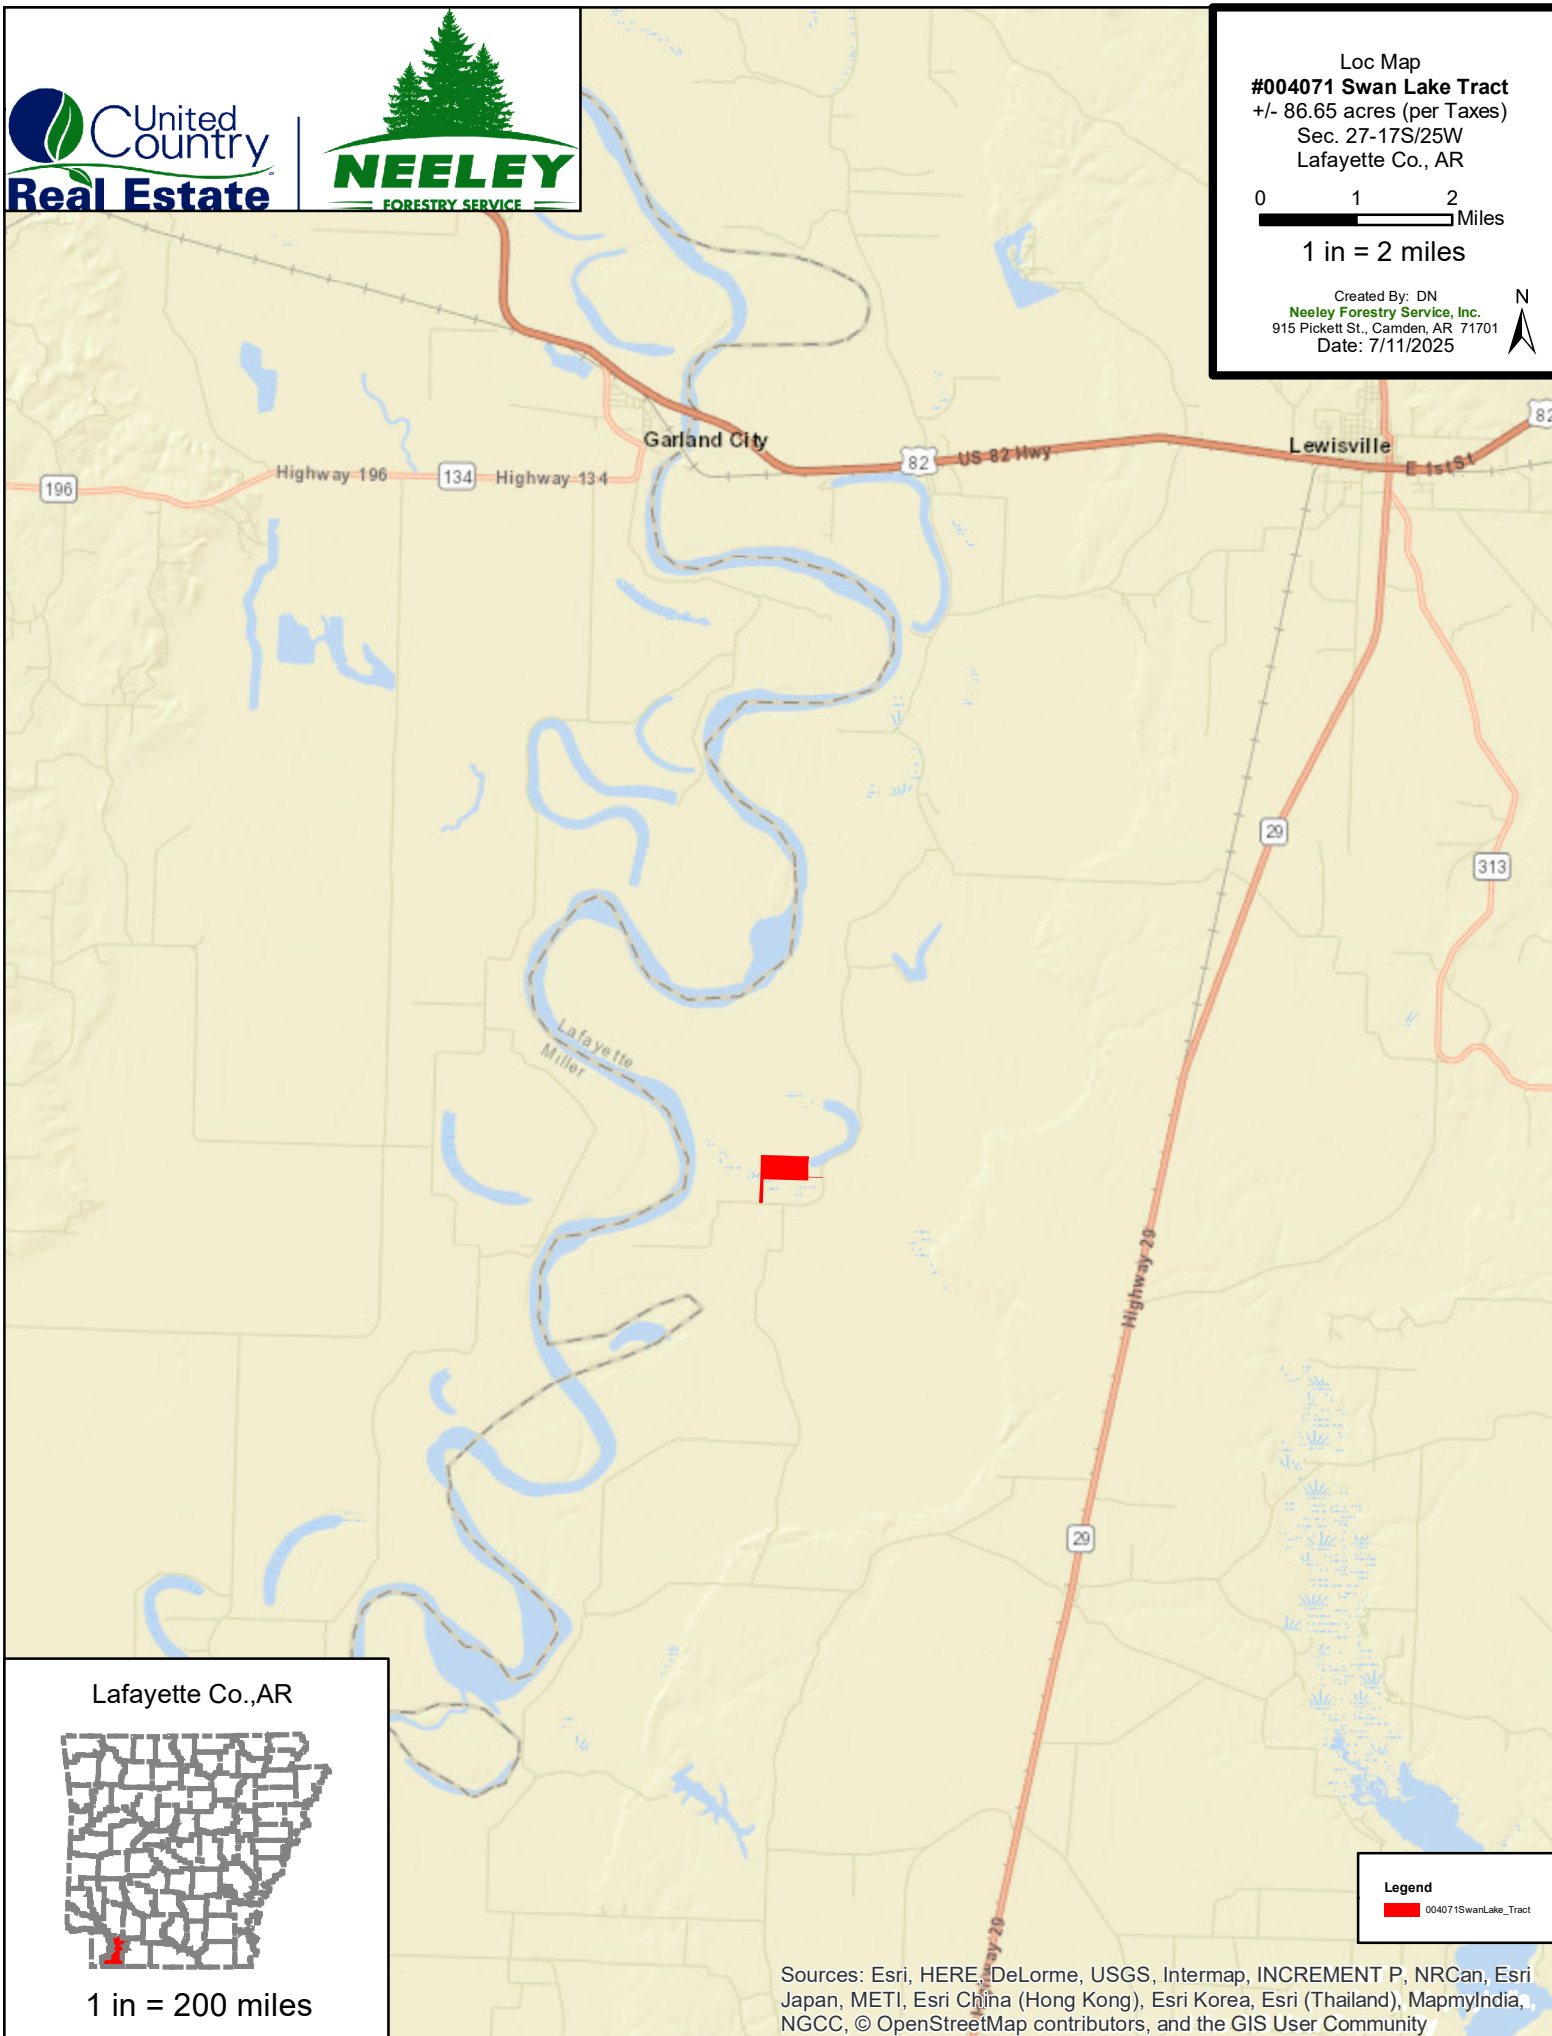 United
Country
Real Estate
NEELEY
FORESTRY SERVICE
Loc Map
#004071 Swan Lake Tract
+/- 86.65 acres (per Taxes)
Sec. 27-17S/25W
Lafayette Co., AR
0 1 2
Miles
1 in = 2 miles
Created By: DN
Neeley Forestry Service, Inc.
915 Pickett St., Camden, AR 71701
Date: 7/11/2025
N
82
Garland City
Lewisville
US 82 Hwy
82
E 1st St
Highway 196
134
Highway 134
196
29
313
Lafayette
Miller
Highway 29
29
Lafayette Co.,AR
1 in = 200 miles
Legend
004071SwanLake_Tract
Sources: Esri, HERE, DeLorme, USGS, Intermap, INCREMENT P, NRCan, Esri
Japan, METI, Esri China (Hong Kong), Esri Korea, Esri (Thailand), MapmyIndia,
NGCC, © OpenStreetMap contributors, and the GIS User Community